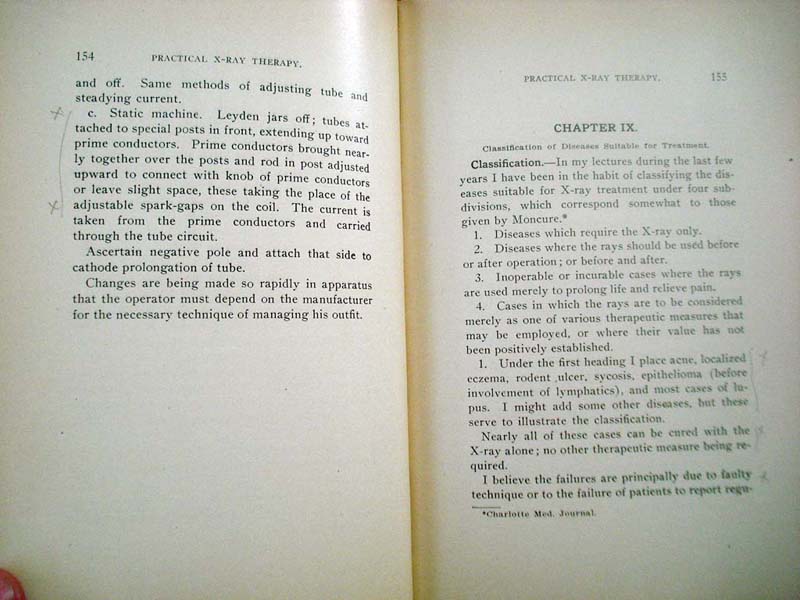 154
PRACTICAL X-RAY THERAPY.
and off. Same methods of adjusting tube and
steadying current.
c. Static machine. Leyden jars off; tubes at-
tached to special posts in front, extending up toward
prime conductors. Prime conductors brought near-
ly together over the posts and rod in post adjusted
upward to connect with knob of prime conductors
or leave slight space, these taking the place of the
adjustable spark-gaps on the coil. The current is
taken from the prime conductors and carried
through the tube circuit.
Ascertain negative pole and attach that side to
cathode prolongation of tube.
Changes are being made so rapidly in apparatus
that the operator must depend on the manufacturer
for the necessary technique of managing his outfit.
PRACTICAL X-RAY THERAPY.
155
CHAPTER IX.
Classification of Diseases Suitable for Treatment.
Classification.—In my lectures during the last few
years I have been in the habit of classifying the dis-
eases suitable for X-ray treatment under four sub-
divisions, which correspond somewhat to those
given by Moncure.*
1. Diseases which require the X-ray only.
2. Diseases where the rays should be used before
or after operation; or before and after.
3. Inoperable or incurable cases where the rays
are used merely to prolong life and relieve pain.
4. Cases in which the rays are to be considered
merely as one of various therapeutic measures that
may be employed, or where their value has not
been positively established.
1. Under the first heading I place acne, localized
eczema, rodent ulcer, sycosis, epithelioma (before
involvement of lymphatics), and most cases of lu-
pus. I might add some other diseases, but these
serve to illustrate the classification.
Nearly all of these cases can be cured with the
X-ray alone; no other therapeutic measure being re-
quired.
I believe the failures are principally due to faulty
technique or to the failure of patients to report regu-
*Charlotte Med. Journal.